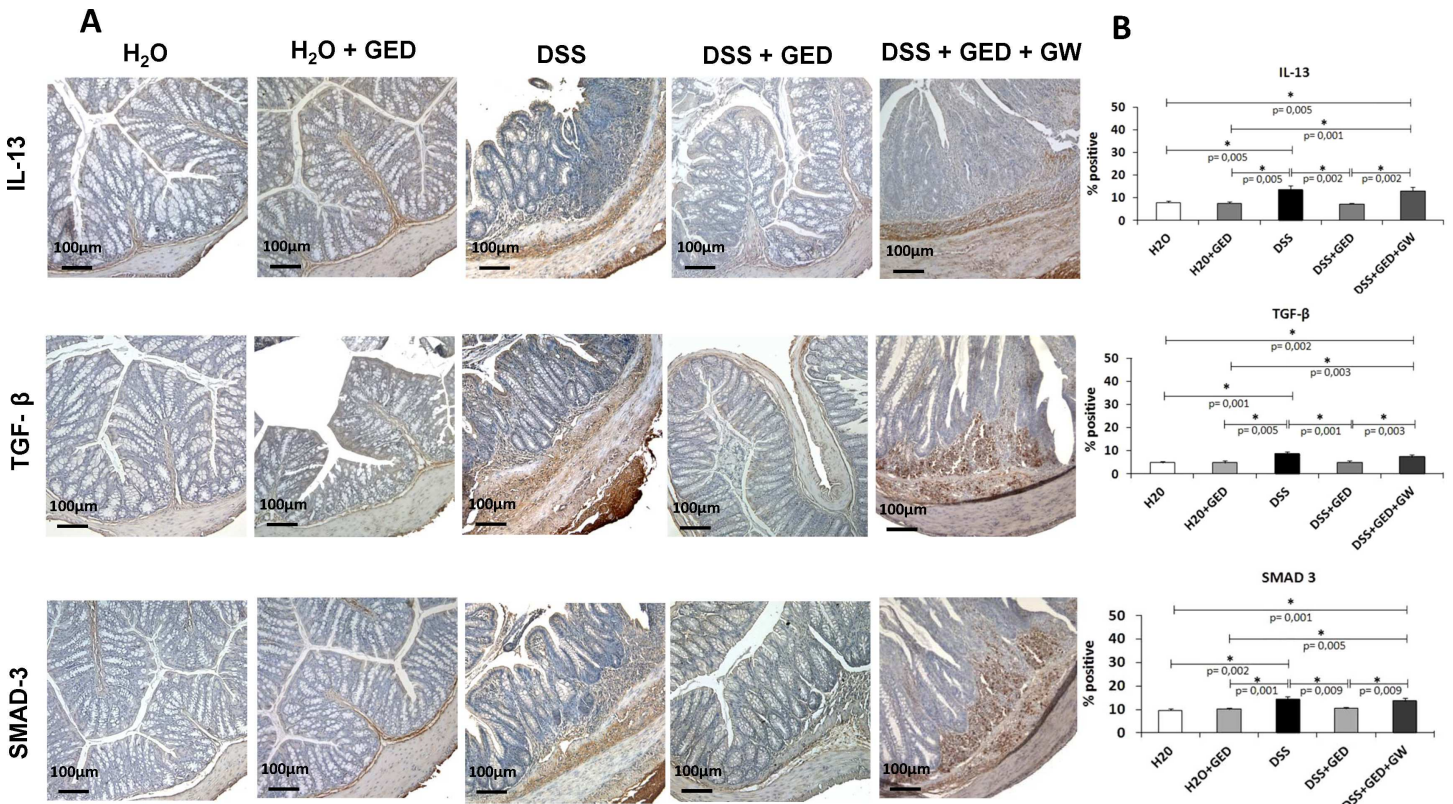 A
B
H₂O
H₂O + GED
DSS
DSS + GED
DSS + GED + GW
IL-13
100μm
100μm
100μm
100μm
100μm
TGF- β
100μm
100μm
100μm
100μm
100μm
SMAD-3
100μm
100μm
100μm
100μm
100μm
IL-13
*
p= 0,005
*
p= 0,001
*
p= 0,005
* * *
p= 0,005 p= 0,002 p= 0,002
% positive
50
40
30
20
10
0
H2O
H20+GED
DSS
DSS+GED
DSS+GED+GW
TGF-β
*
p= 0,002
*
p= 0,003
*
p= 0,001
* * *
p= 0,005 p= 0,001 p= 0,003
% positive
50
40
30
20
10
0
H20
H20+GED
DSS
DSS+GED
DSS+GED+GW
SMAD 3
*
p= 0,001
*
p= 0,005
*
p= 0,002
* * *
p= 0,001 p= 0,009 p= 0,009
% positive
50
40
30
20
10
0
H20
H2O+GED
DSS
DSS+GED
DSS+GED+GW